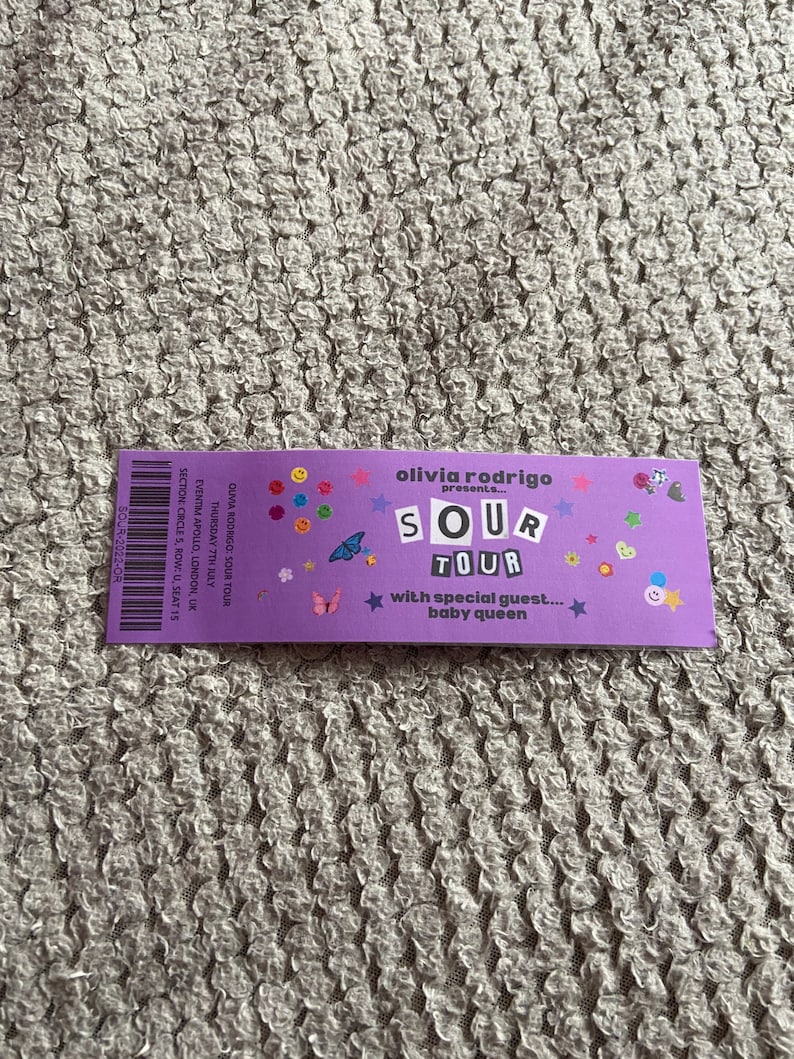 olivia rodrigo
presents...
SOUR
TOUR
with special guest...
baby queen
OLIVIA RODRIGO: SOUR TOUR
THURSDAY 7TH JULY
EVENTIM APOLLO, LONDON, UK
SECTION: CIRCLE 5, ROW: U, SEAT 15
SOUR-2022-OR